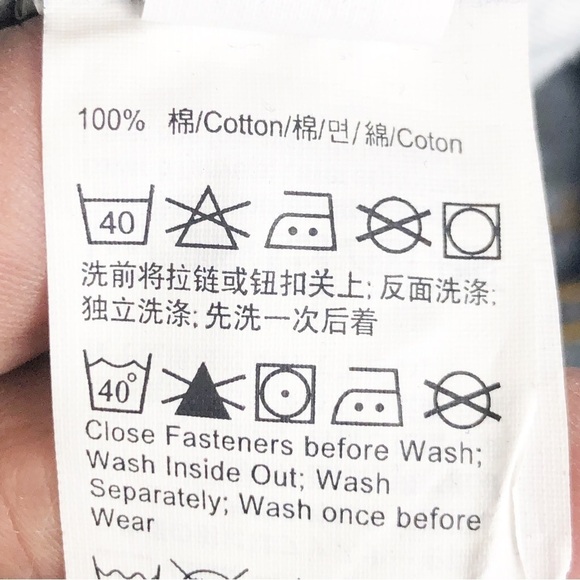 100% 棉/Cotton/棉/면/綿/Coton
40
洗前将拉链或钮扣关上; 反面洗涤;
独立洗涤; 先洗一次后着
40°
Close Fasteners before Wash;
Wash Inside Out; Wash
Separately; Wash once before
Wear